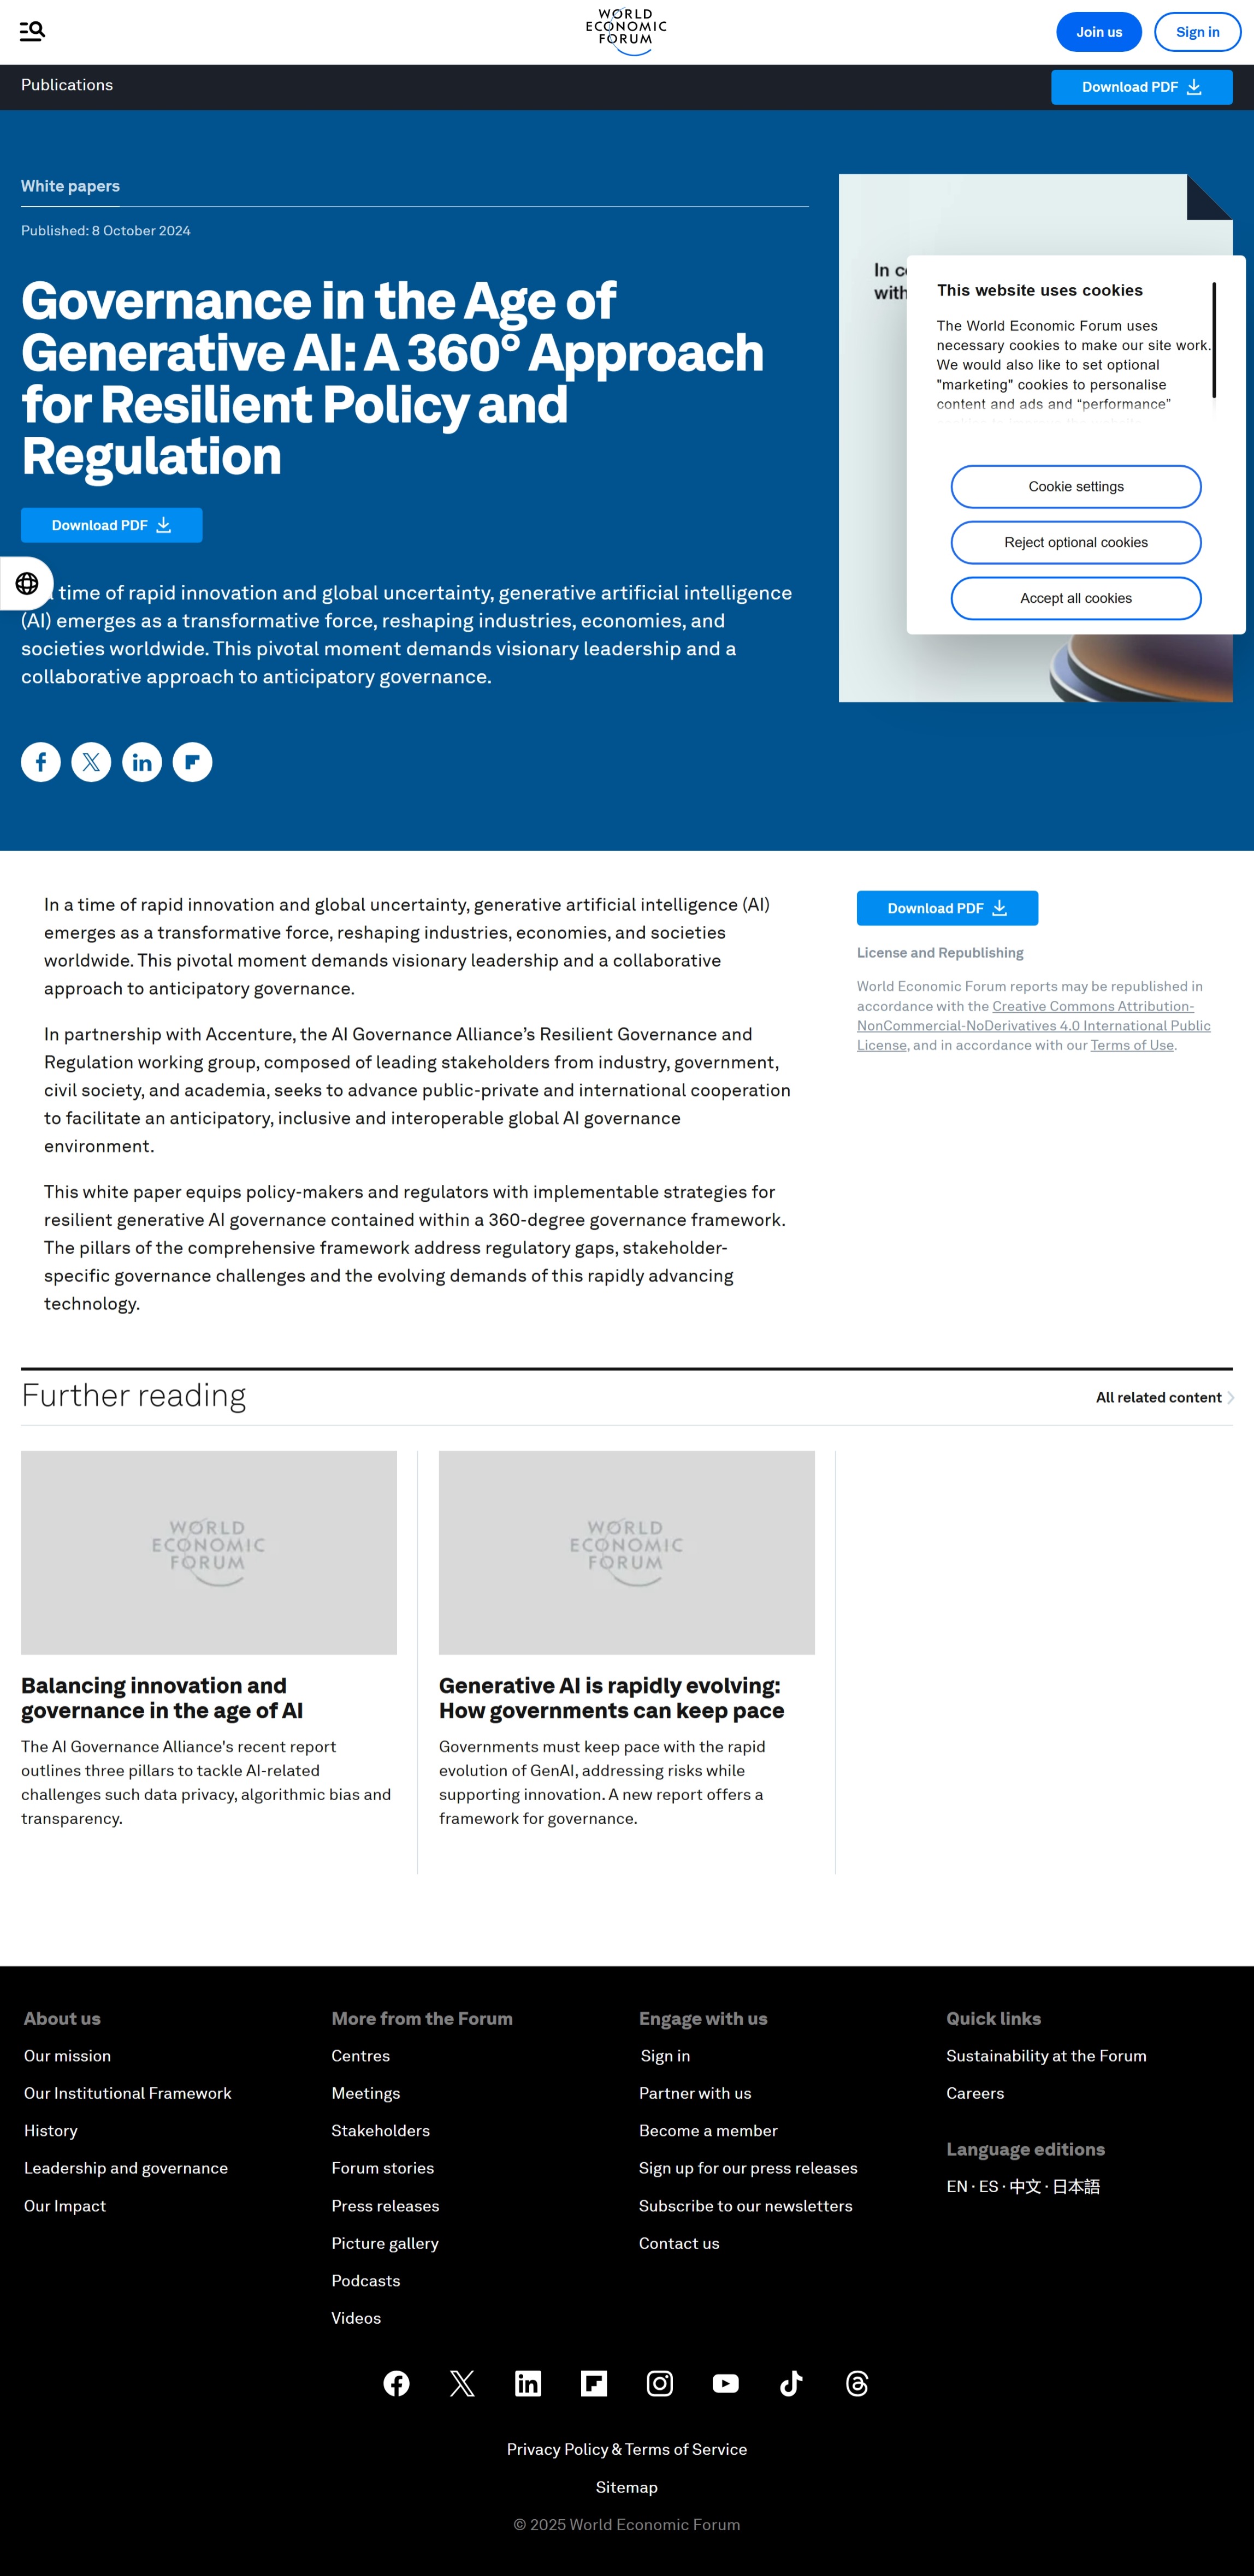 WORLD
ECONOMIC
FORUM
Join us
Sign in
Publications
Download PDF
White papers
Published: 8 October 2024
Governance in the Age of
Generative AI: A 360° Approach
for Resilient Policy and
Regulation
Download PDF
time of rapid innovation and global uncertainty, generative artificial intelligence
(AI) emerges as a transformative force, reshaping industries, economies, and
societies worldwide. This pivotal moment demands visionary leadership and a
collaborative approach to anticipatory governance.
In
with
This website uses cookies
The World Economic Forum uses
necessary cookies to make our site work.
We would also like to set optional
"marketing" cookies to personalise
content and ads and “performance”
Cookie settings
Reject optional cookies
Accept all cookies
In a time of rapid innovation and global uncertainty, generative artificial intelligence (AI)
emerges as a transformative force, reshaping industries, economies, and societies
worldwide. This pivotal moment demands visionary leadership and a collaborative
approach to anticipatory governance.
In partnership with Accenture, the AI Governance Alliance’s Resilient Governance and
Regulation working group, composed of leading stakeholders from industry, government,
civil society, and academia, seeks to advance public-private and international cooperation
to facilitate an anticipatory, inclusive and interoperable global AI governance
environment.
This white paper equips policy-makers and regulators with implementable strategies for
resilient generative AI governance contained within a 360-degree governance framework.
The pillars of the comprehensive framework address regulatory gaps, stakeholder-
specific governance challenges and the evolving demands of this rapidly advancing
technology.
Download PDF
License and Republishing
World Economic Forum reports may be republished in
accordance with the Creative Commons Attribution-
NonCommercial-NoDerivatives 4.0 International Public
License, and in accordance with our Terms of Use.
Further reading
All related content
WORLD
ECONOMIC
FORUM
Balancing innovation and
governance in the age of AI
The AI Governance Alliance's recent report
outlines three pillars to tackle AI-related
challenges such data privacy, algorithmic bias and
transparency.
WORLD
ECONOMIC
FORUM
Generative AI is rapidly evolving:
How governments can keep pace
Governments must keep pace with the rapid
evolution of GenAI, addressing risks while
supporting innovation. A new report offers a
framework for governance.
About us
Our mission
Our Institutional Framework
History
Leadership and governance
Our Impact
More from the Forum
Centres
Meetings
Stakeholders
Forum stories
Press releases
Picture gallery
Podcasts
Videos
Engage with us
Sign in
Partner with us
Become a member
Sign up for our press releases
Subscribe to our newsletters
Contact us
Quick links
Sustainability at the Forum
Careers
Language editions
EN · ES · 中文 · 日本語
Privacy Policy & Terms of Service
Sitemap
© 2025 World Economic Forum